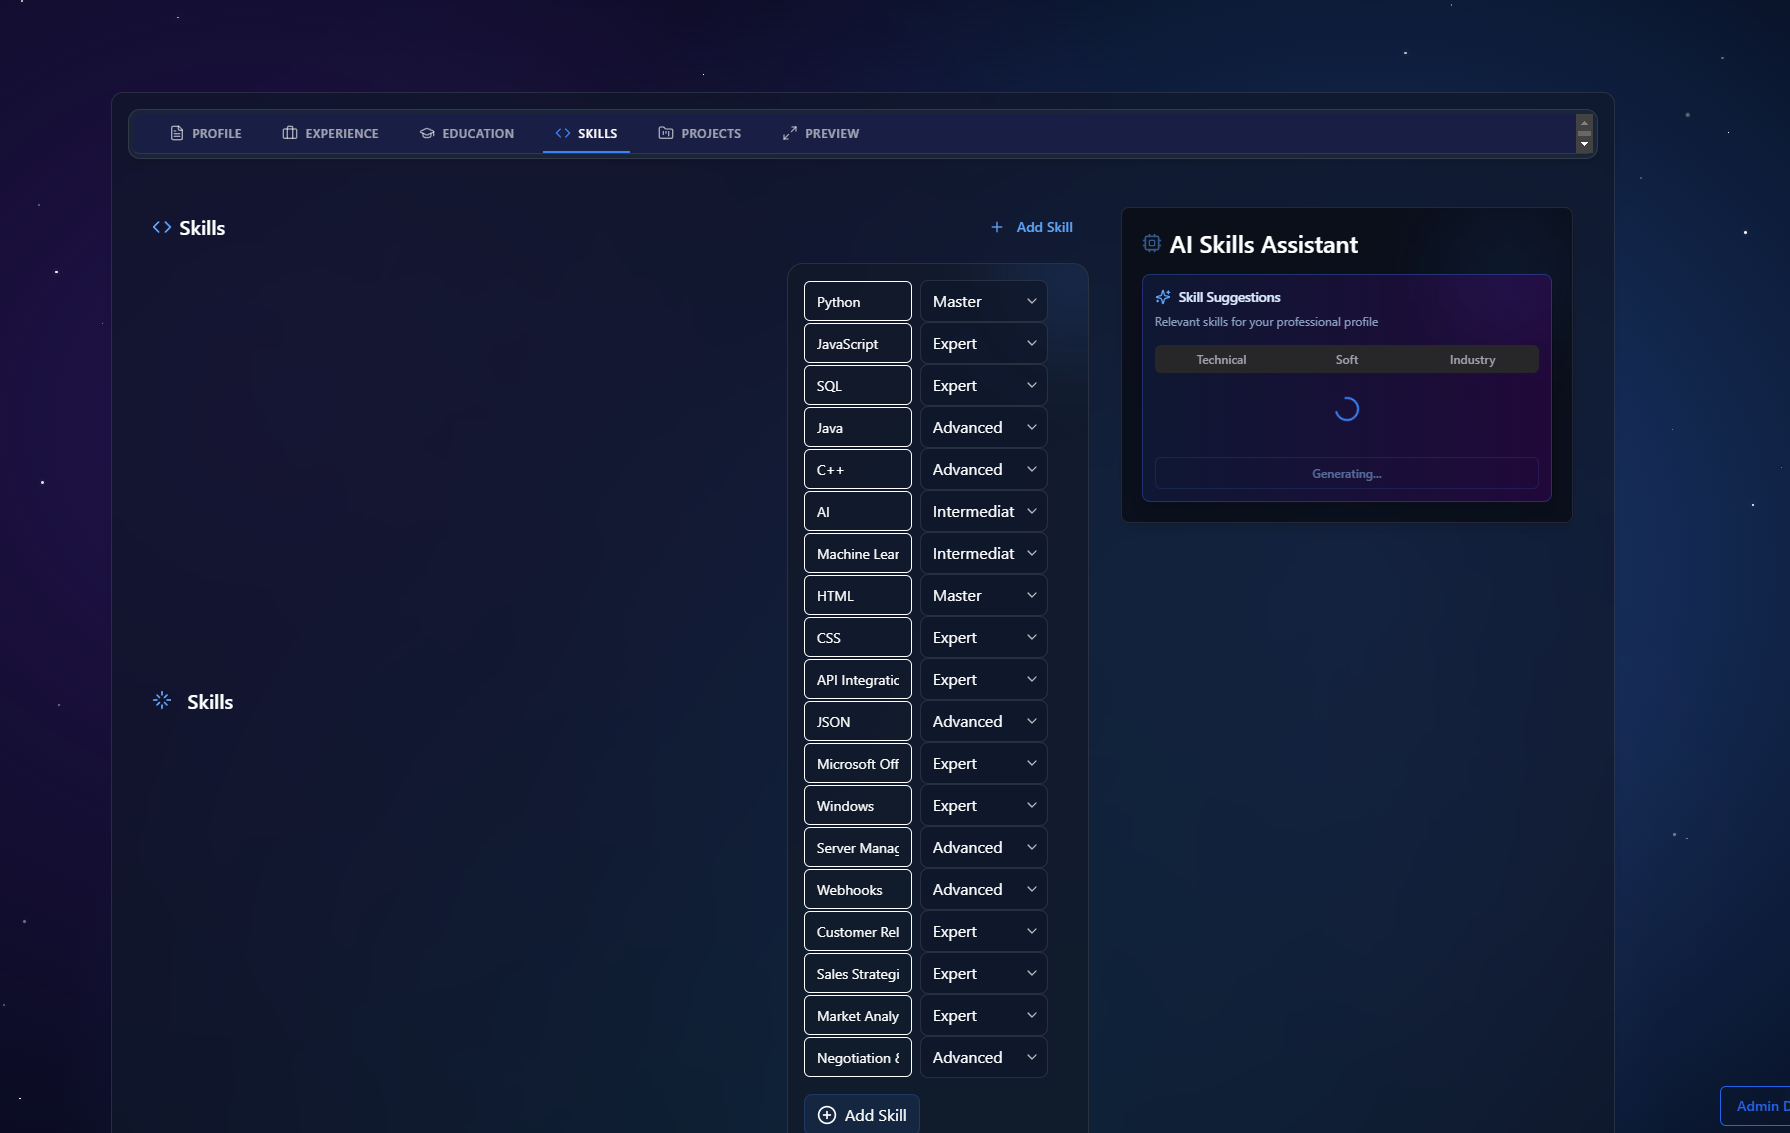 PROFILE EXPERIENCE EDUCATION SKILLS PROJECTS PREVIEW
Skills
Add Skill
Python Master
JavaScript Expert
SQL Expert
Java Advanced
C++ Advanced
AI Intermediat
Machine Lear Intermediat
HTML Master
CSS Expert
API Integratic Expert
JSON Advanced
Microsoft Off Expert
Windows Expert
Server Manag Advanced
Webhooks Advanced
Customer Rel Expert
Sales Strategi Expert
Market Analy Expert
Negotiation & Advanced
Add Skill
Skills
AI Skills Assistant
Skill Suggestions
Relevant skills for your professional profile
Technical Soft Industry
Generating...
Admin D